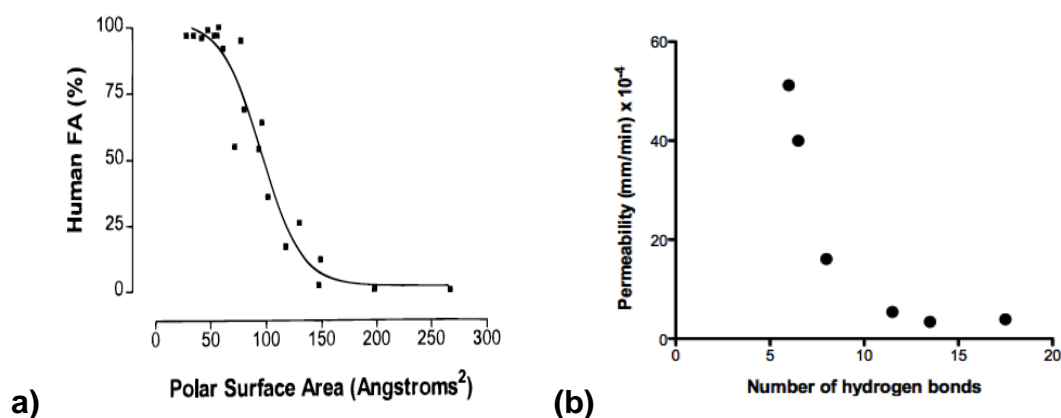 100
75
50
25
0
Human FA (%)
0 50 100 150 200 250 300
Polar Surface Area (Angstroms²)
a)
60
40
20
0
Permeability (mm/min) x 10⁻⁴
0 5 10 15 20
Number of hydrogen bonds
(b)